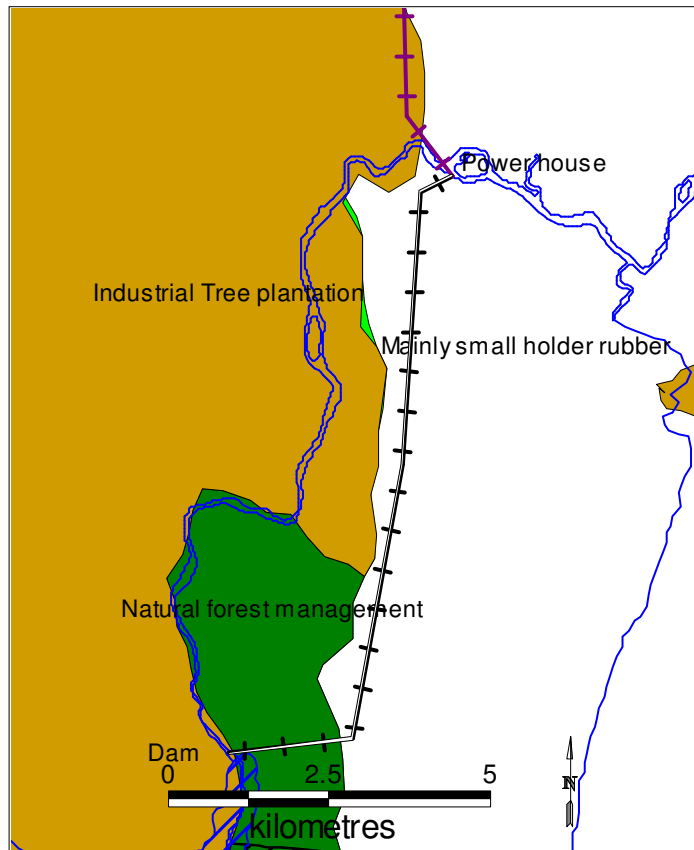 Power house
Industrial Tree plantation
Mainly small holder rubber
Natural forest management
Dam
0 2.5 5
N
kilometres